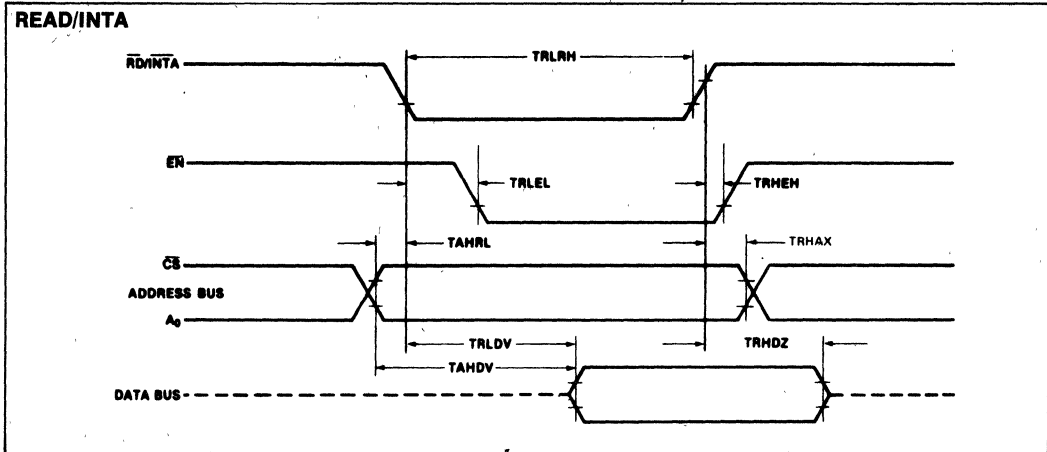 READ/INTA
TRLRH
RD/INTA
EN
TRLEL
TRHEH
TAHRL
TRHAX
CS
ADDRESS BUS
A0
TRLDV
TRHDZ
TAHDV
DATA BUS